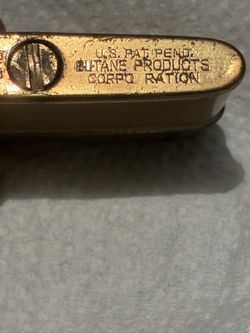 U.S. PAT. PEND.
BUTANE PRODUCTS
CORPO RATION